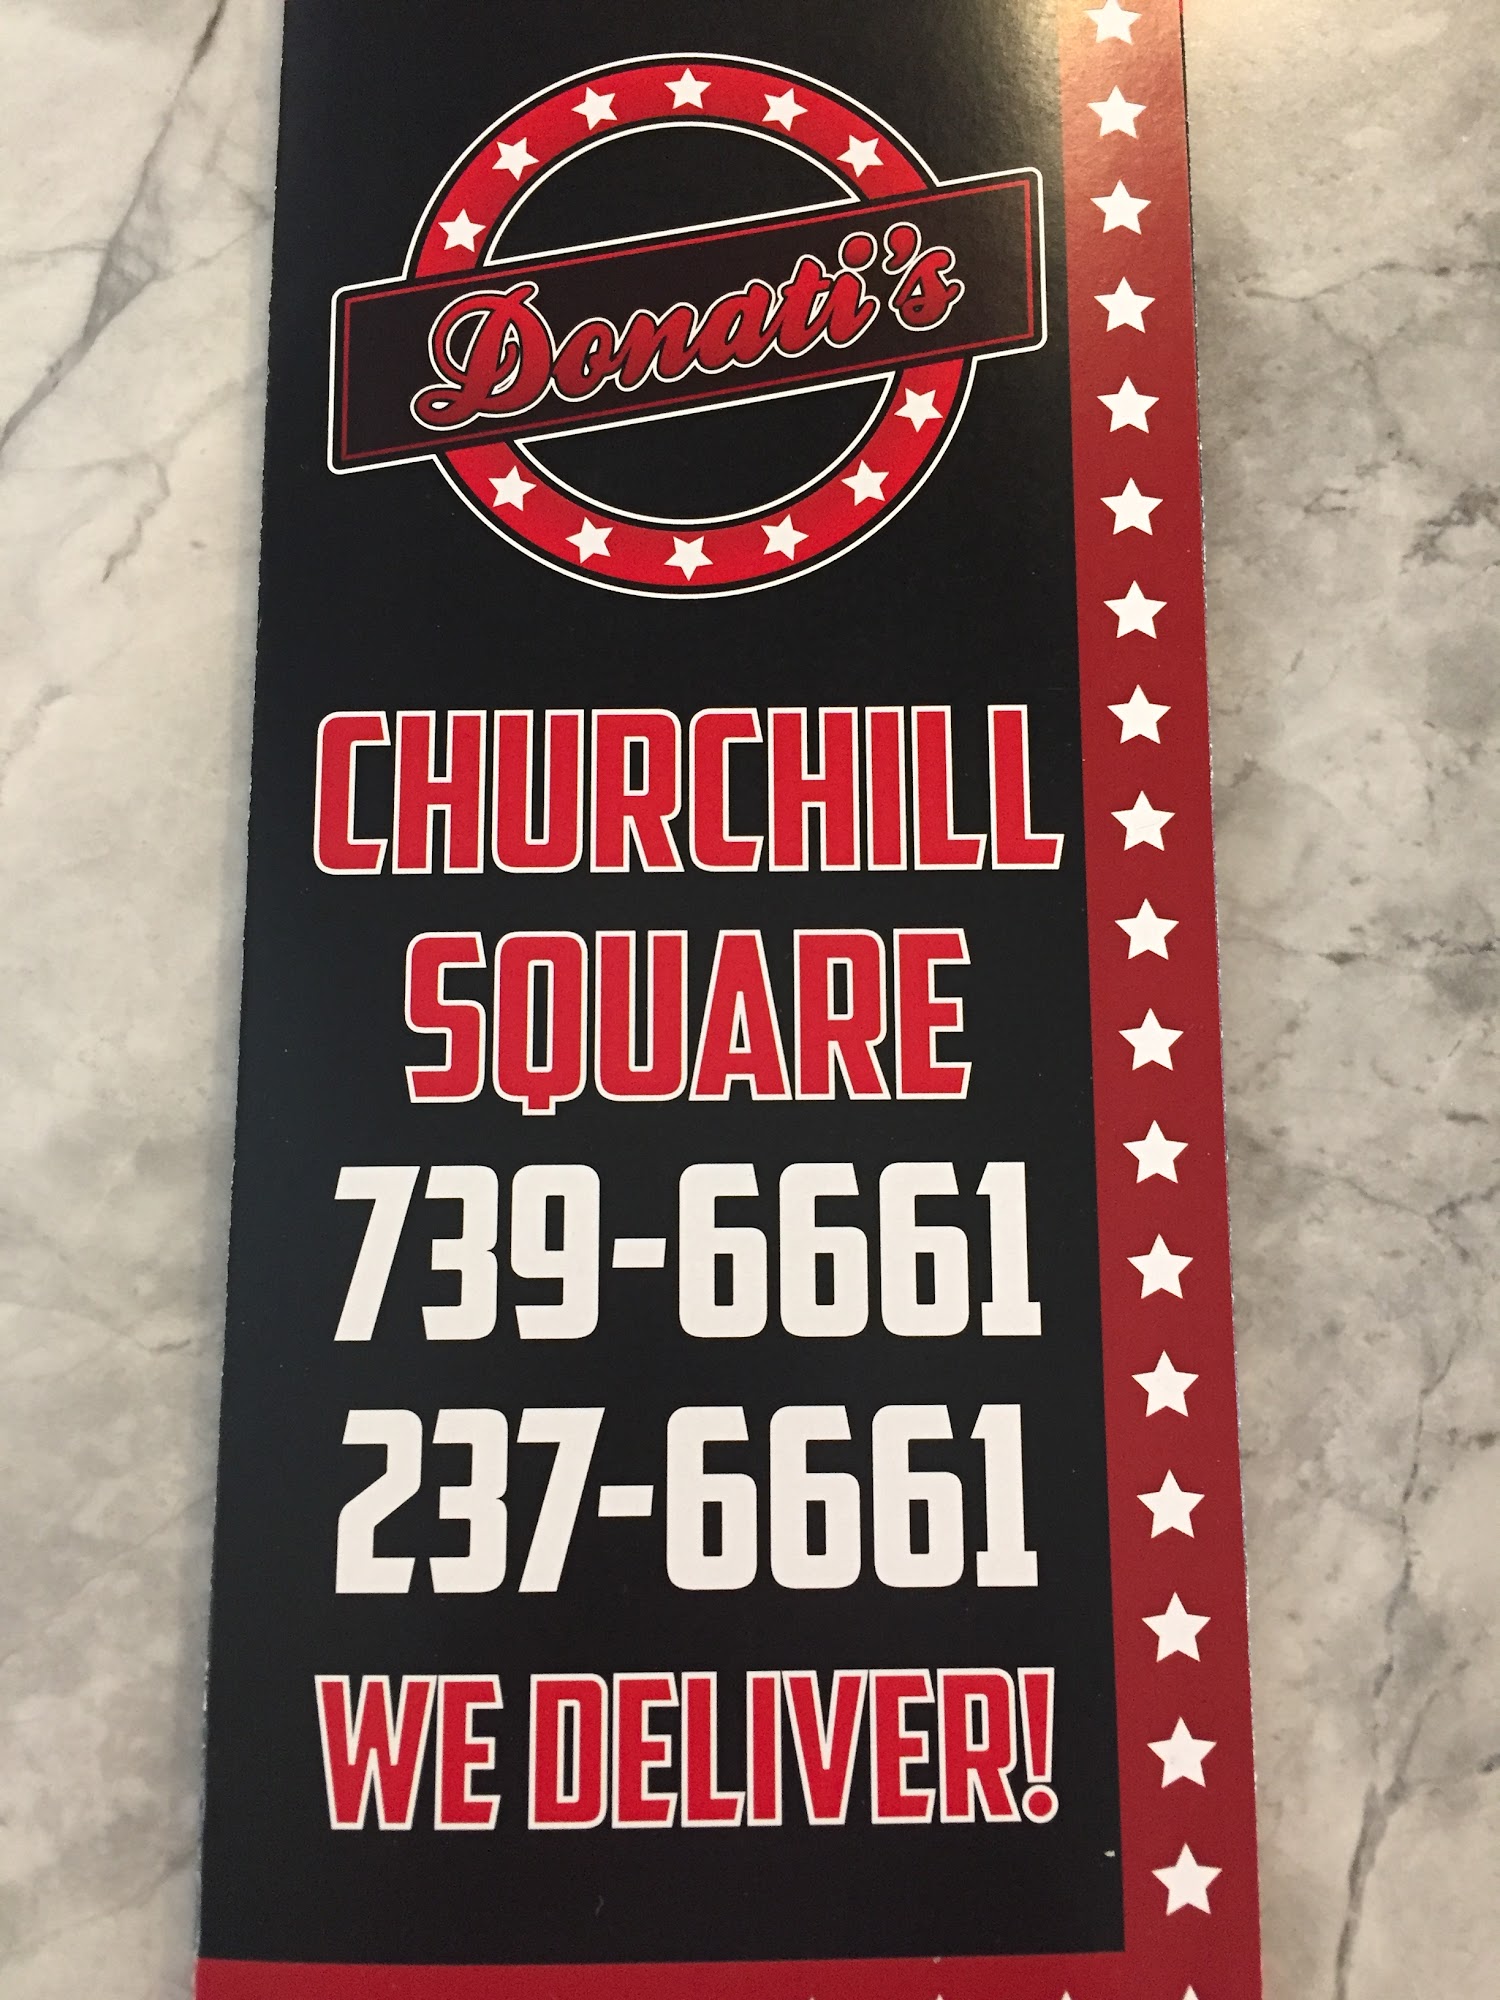 Donati's
CHURCHILL
SQUARE
739-6661
237-6661
WE DELIVER!